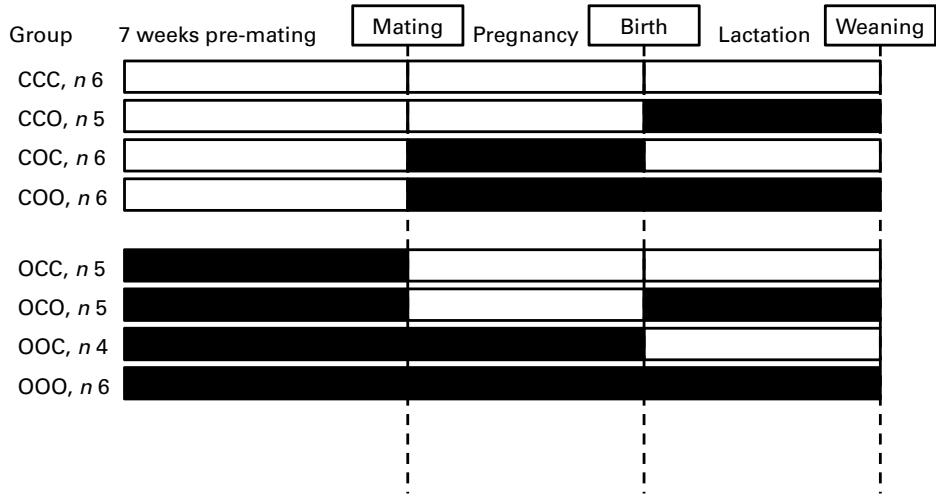 Group 7 weeks pre-mating Mating Pregnancy Birth Lactation Weaning
CCC, n 6
CCO, n 5
COC, n 6
COO, n 6
OCC, n 5
OCO, n 5
OOC, n 4
OOO, n 6